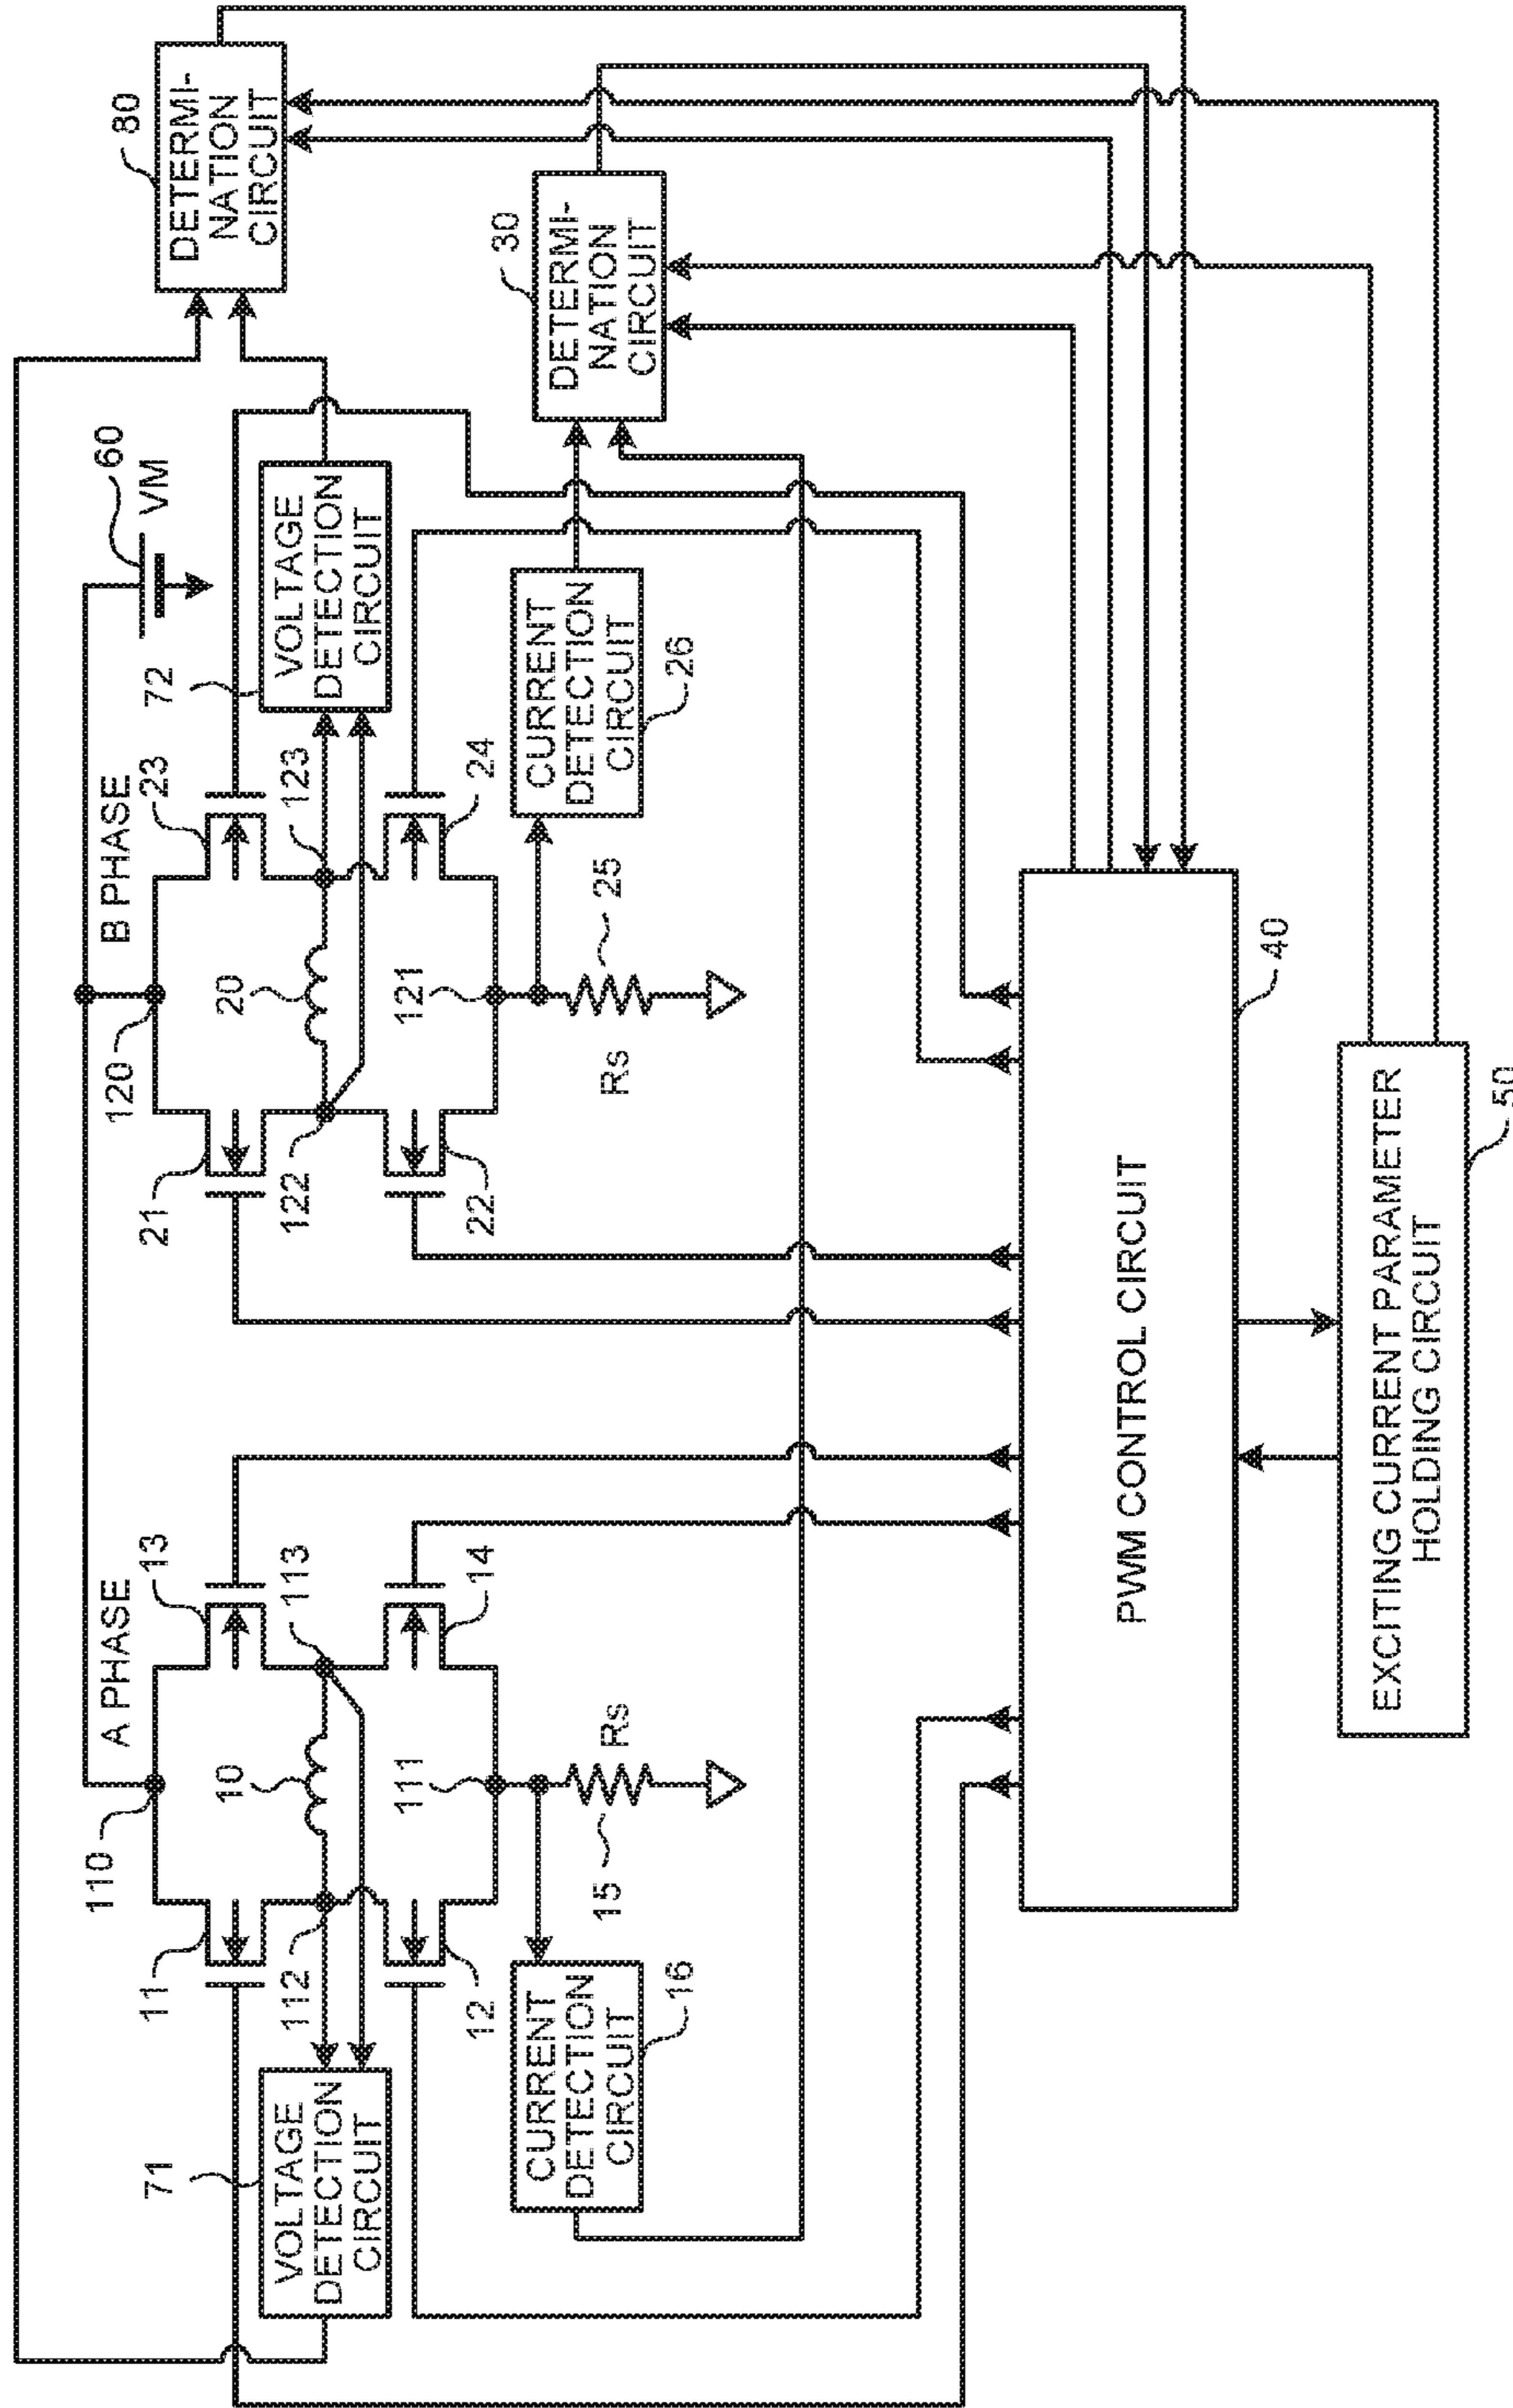 80
DETERMI-
NATION
CIRCUIT
60
VM
30
DETERMI-
NATION
CIRCUIT
A PHASE
B PHASE
110
11
13
10
112
113
12
14
111
15
Rs
71
VOLTAGE
DETECTION
CIRCUIT
CURRENT
DETECTION
CIRCUIT
16
120
21
23
20
122
123
22
24
121
25
Rs
72
VOLTAGE
DETECTION
CIRCUIT
CURRENT
DETECTION
CIRCUIT
26
PWM CONTROL CIRCUIT
40
EXCITING CURRENT PARAMETER
HOLDING CIRCUIT
50